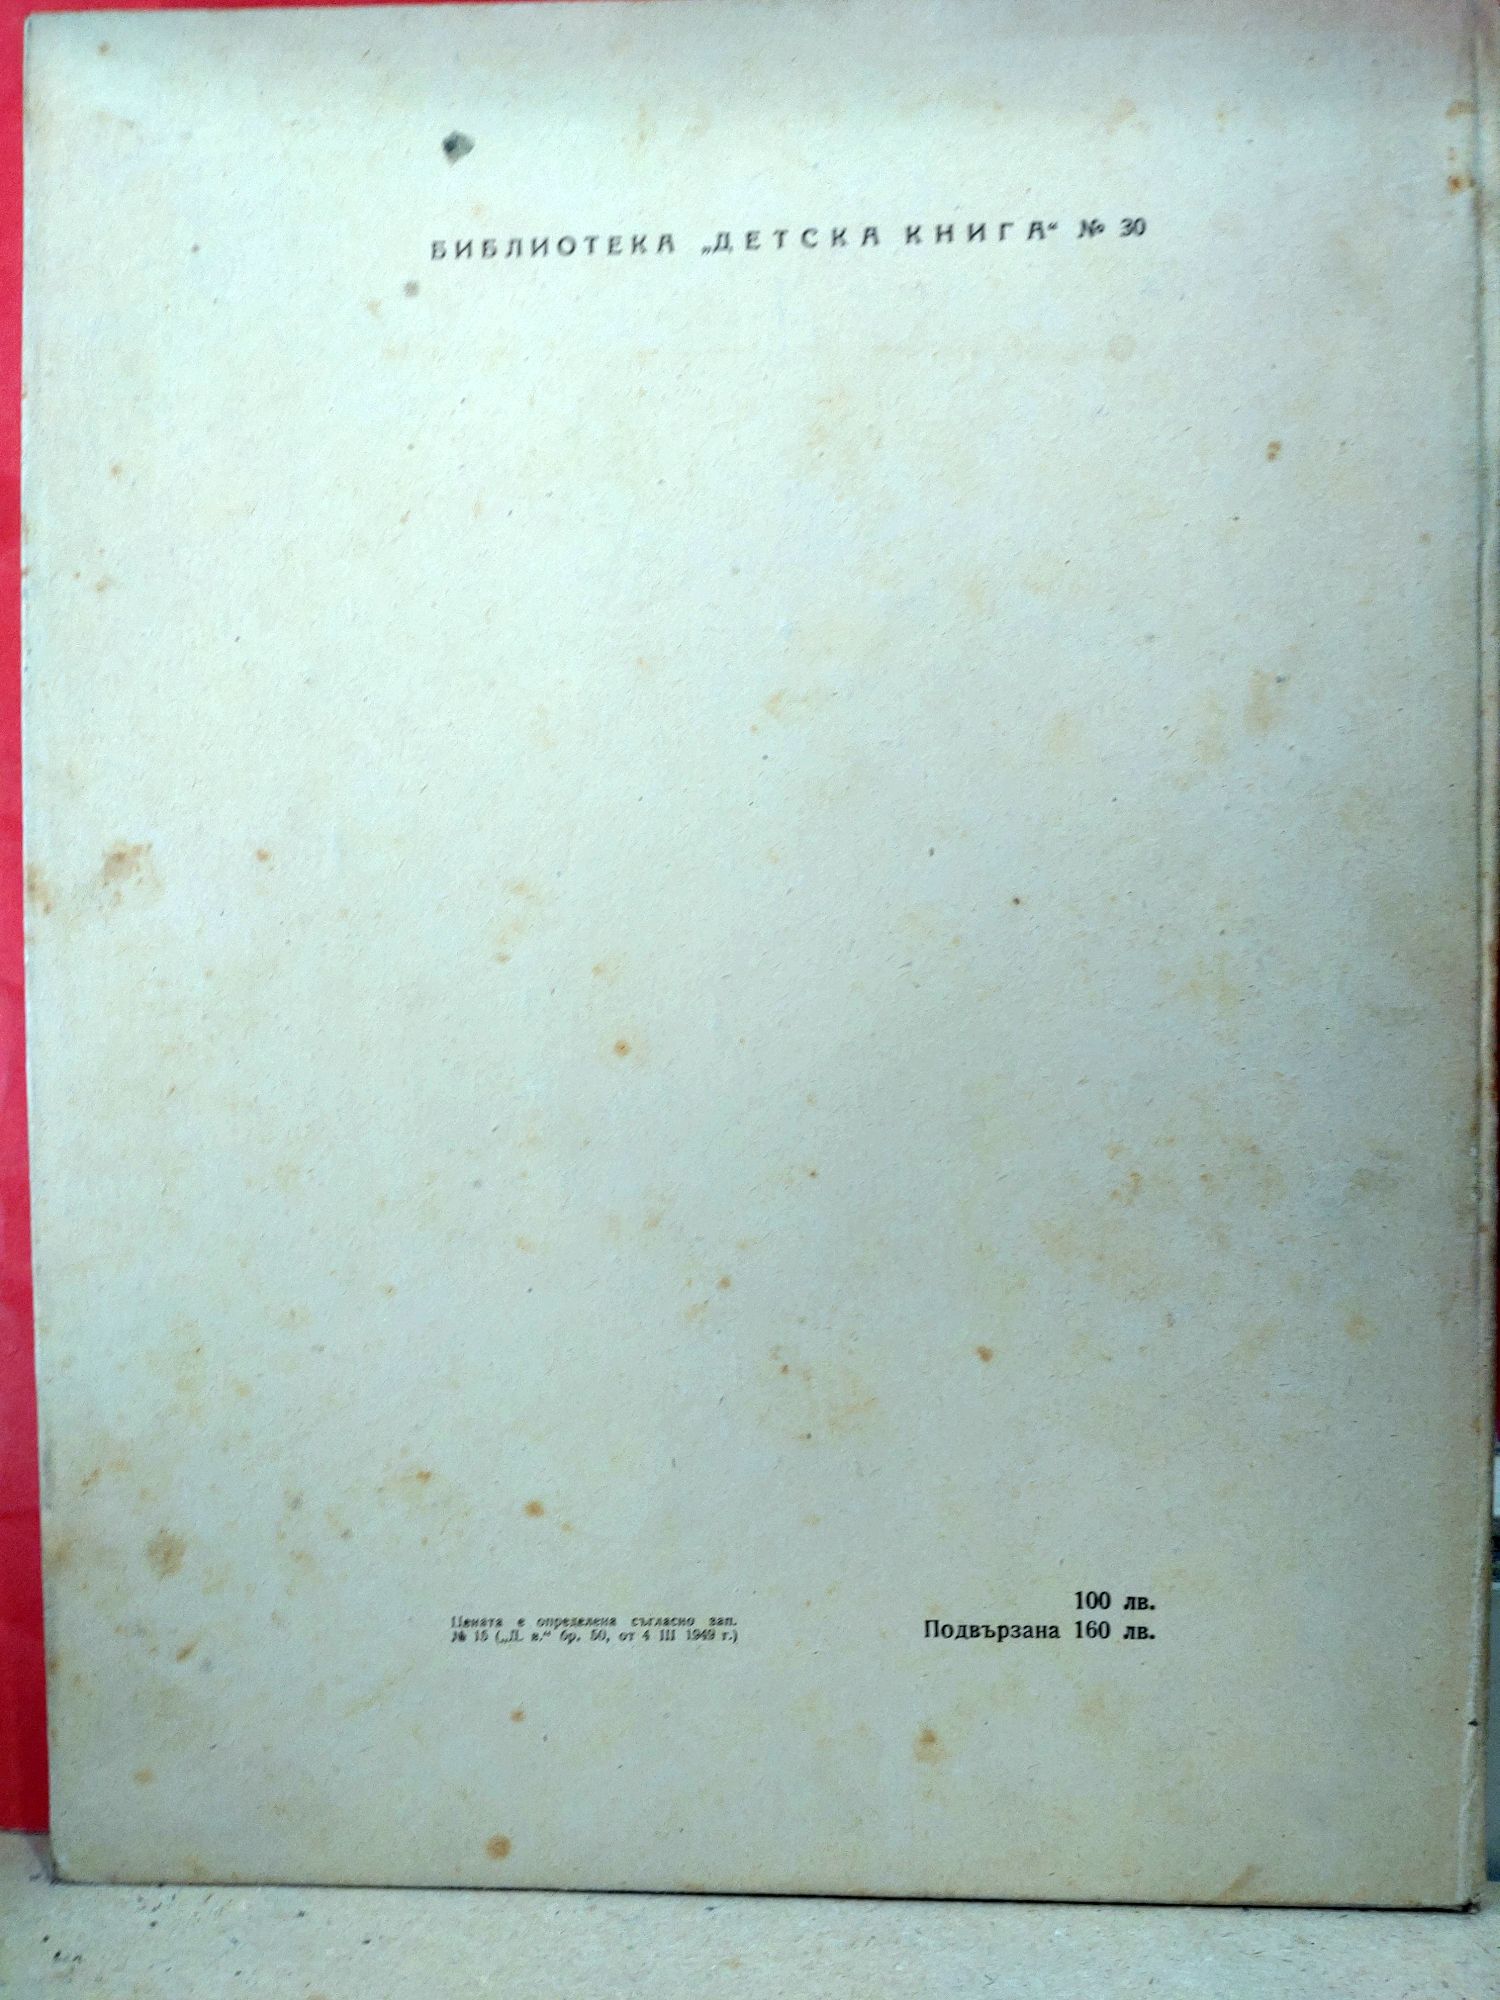 БИБЛИОТЕКА „ДЕТСКА КНИГА“ № 30
Цената е определена съгласно зап.
№ 15 („Д. в.“ бр. 50, от 4 III 1949 г.)
100 лв.
Подвързана 160 лв.